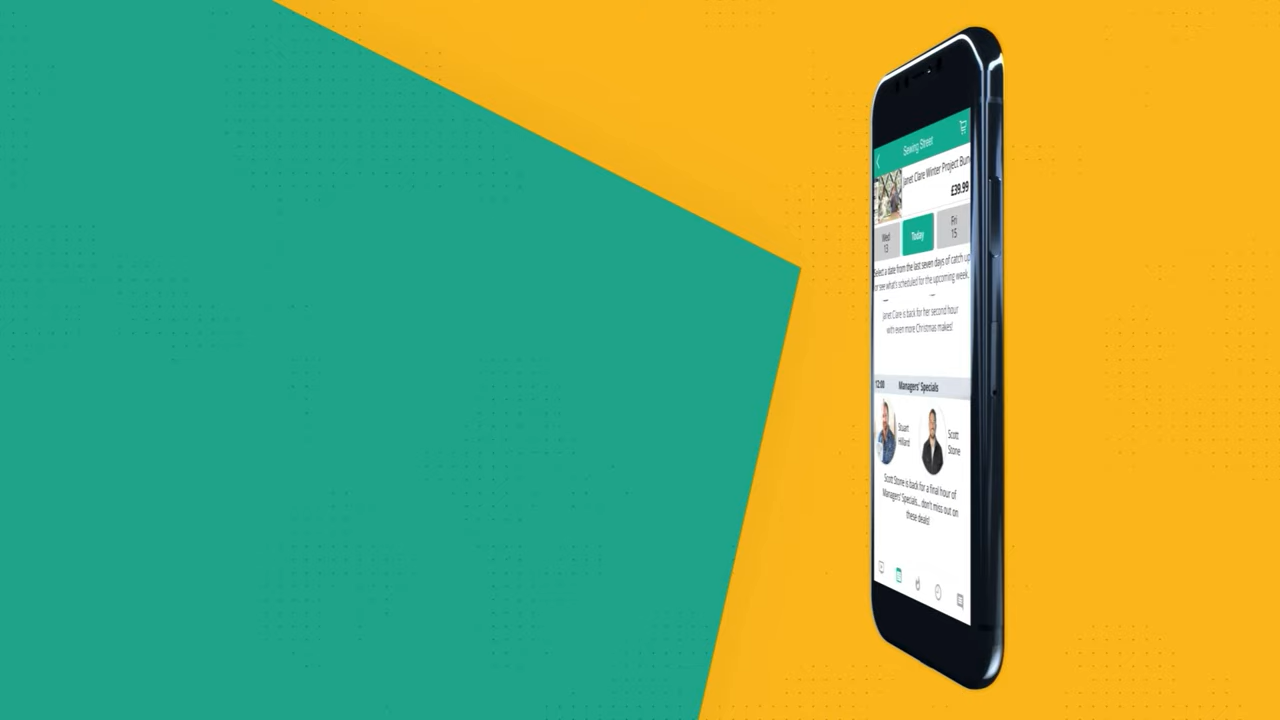 Sewing Street
Janet Clare Winter Project Bun
£39.99
Wed
13
Today
Fri
15
Select a date from the last seven days of catch up
or see what's scheduled for the upcoming week.
Janet Clare is back for her second hour
with even more Christmas makes!
12:00 Managers' Specials
Stuart
Hillard
Scott
Stone
Scott Stone is back for a final hour of
Managers' Specials... don't miss out on
these deals!